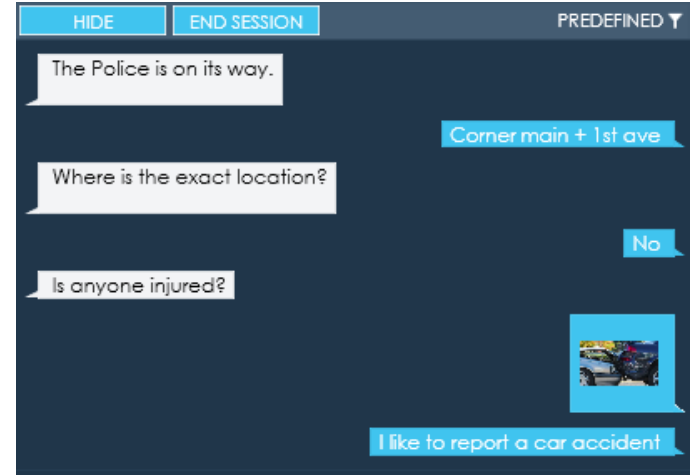 HIDE
END SESSION
PREDEFINED
The Police is on its way.
Corner main + 1st ave
Where is the exact location?
No
Is anyone injured?
I like to report a car accident